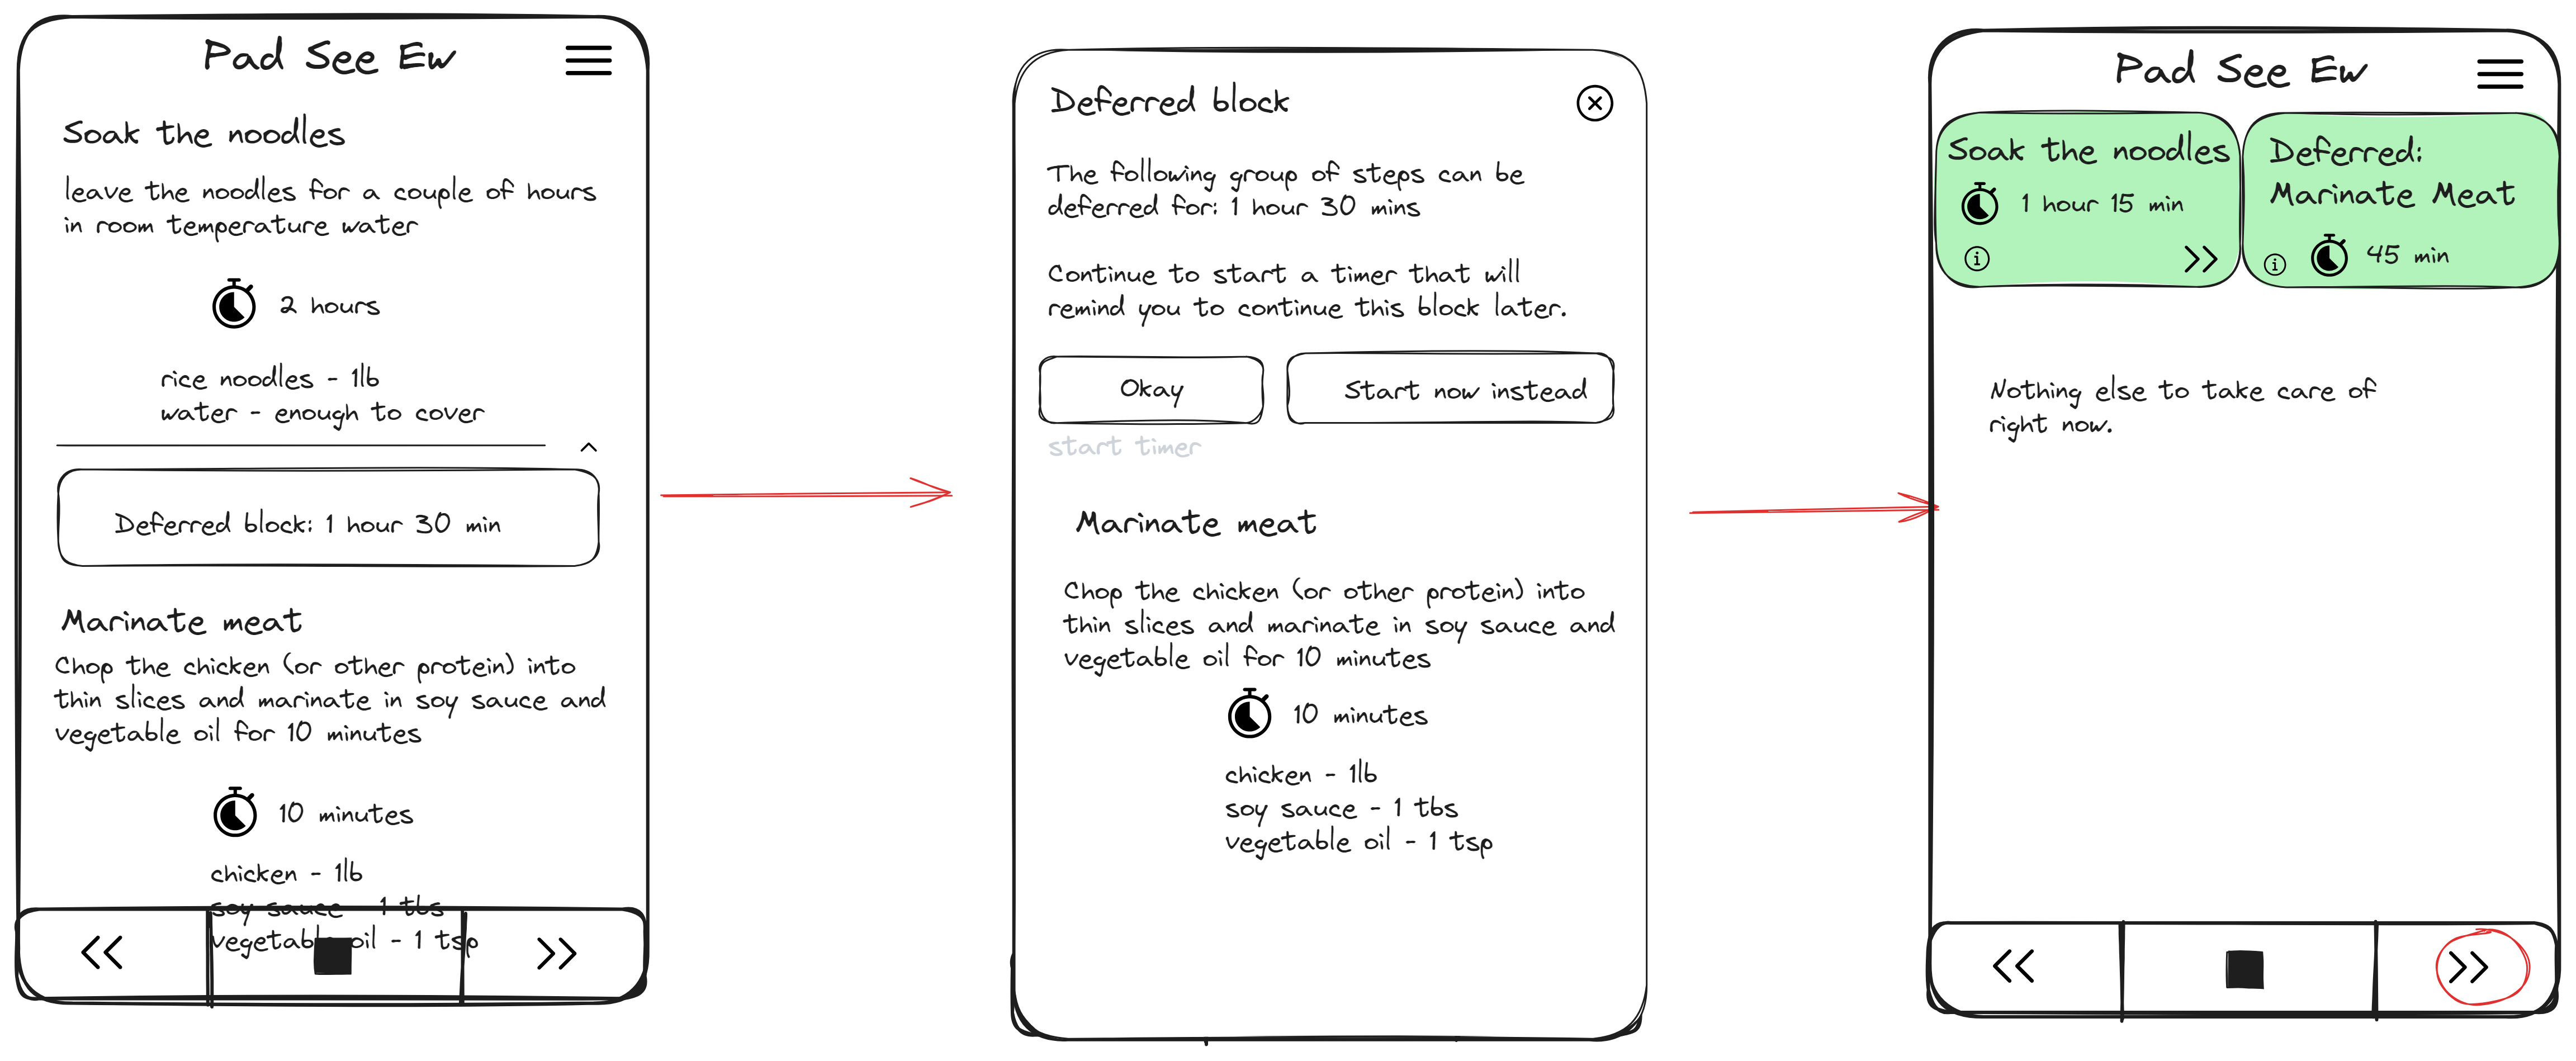 Pad See Ew
Soak the noodles
leave the noodles for a couple of hours
in room temperature water
2 hours
rice noodles - 1lb
water - enough to cover
Deferred block: 1 hour 30 min
Marinate meat
Chop the chicken (or other protein) into
thin slices and marinate in soy sauce and
vegetable oil for 10 minutes
10 minutes
chicken - 1lb
soy sauce - 1 tbs
vegetable oil - 1 tsp
Deferred block
The following group of steps can be
deferred for: 1 hour 30 mins
Continue to start a timer that will
remind you to continue this block later.
Okay
Start now instead
start timer
Marinate meat
Chop the chicken (or other protein) into
thin slices and marinate in soy sauce and
vegetable oil for 10 minutes
10 minutes
chicken - 1lb
soy sauce - 1 tbs
vegetable oil - 1 tsp
Pad See Ew
Soak the noodles
1 hour 15 min
Deferred:
Marinate Meat
45 min
Nothing else to take care of
right now.